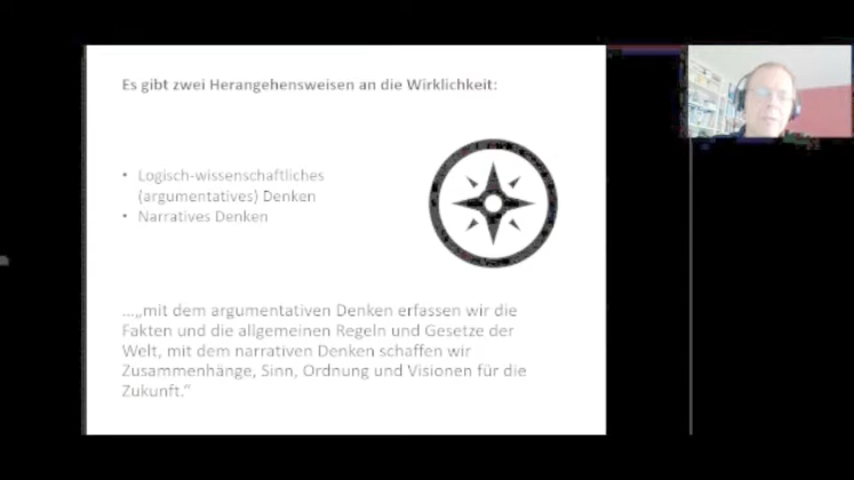 Es gibt zwei Herangehensweisen an die Wirklichkeit:
• Logisch-wissenschaftliches
(argumentatives) Denken
• Narratives Denken
...„mit dem argumentativen Denken erfassen wir die
Fakten und die allgemeinen Regeln und Gesetze der
Welt, mit dem narrativen Denken schaffen wir
Zusammenhänge, Sinn, Ordnung und Visionen für die
Zukunft.“